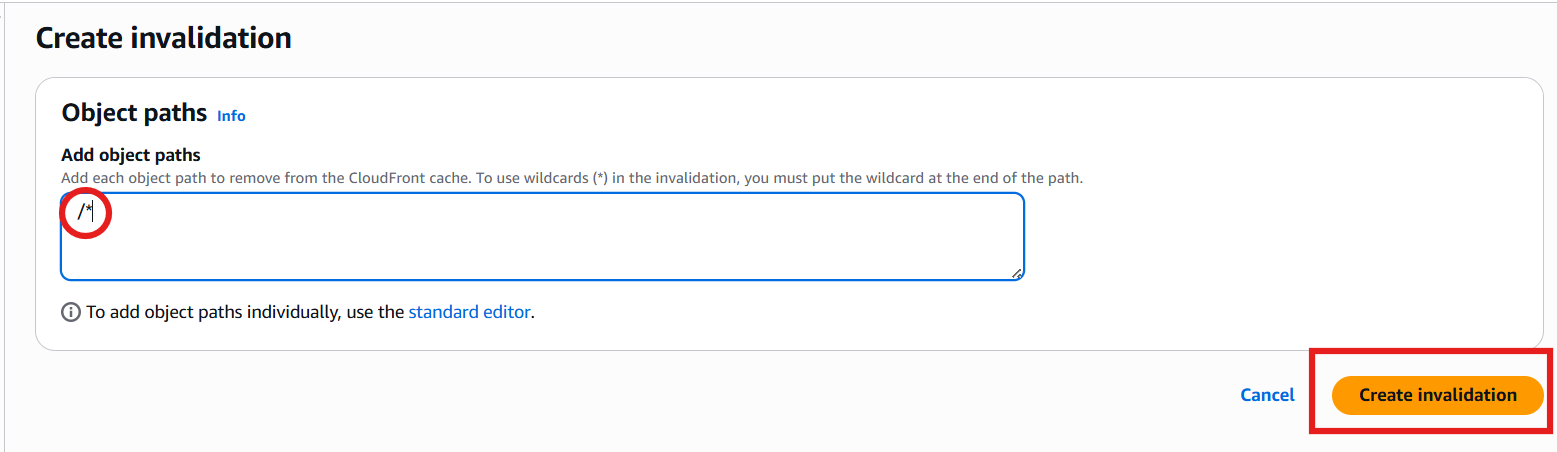 Create invalidation
Object paths Info
Add object paths
Add each object path to remove from the CloudFront cache. To use wildcards (*) in the invalidation, you must put the wildcard at the end of the path.
/*
To add object paths individually, use the standard editor.
Cancel Create invalidation